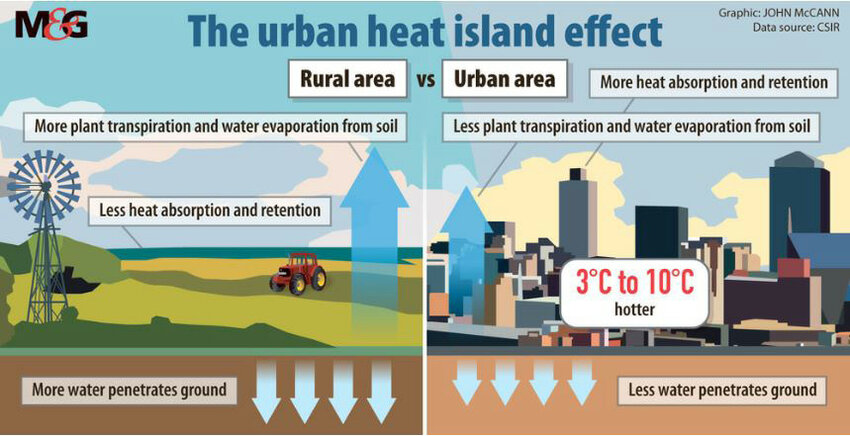 M&G
The urban heat island effect
Graphic: JOHN McCANN
Data source: CSIR
Rural area vs Urban area
More heat absorption and retention
More plant transpiration and water evaporation from soil
Less plant transpiration and water evaporation from soil
Less heat absorption and retention
3°C to 10°C
hotter
More water penetrates ground
Less water penetrates ground